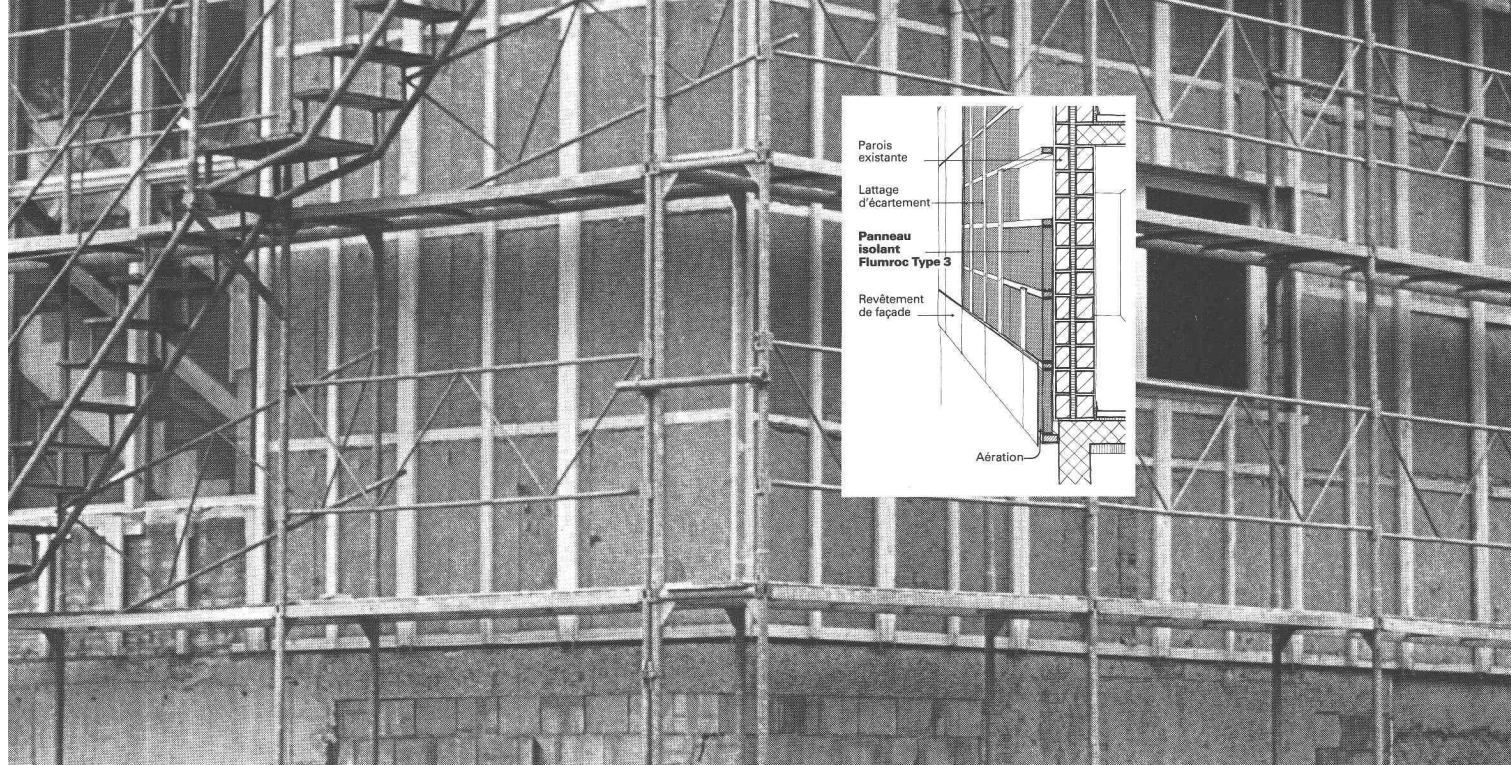 Parois
existante
Lattage
d'écartement
Panneau
isolant
Flumroc Type 3
Revêtement
de façade
Aération